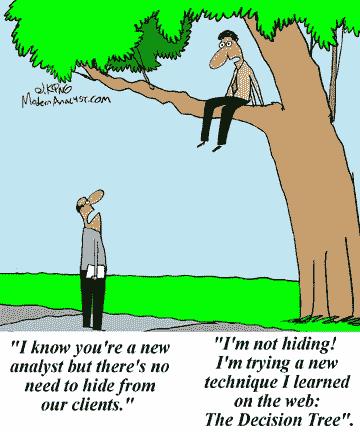 J.KING
ModernAnalyst.com
"I know you're a new
analyst but there's no
need to hide from
our clients."
"I'm not hiding!
I'm trying a new
technique I learned
on the web:
The Decision Tree".